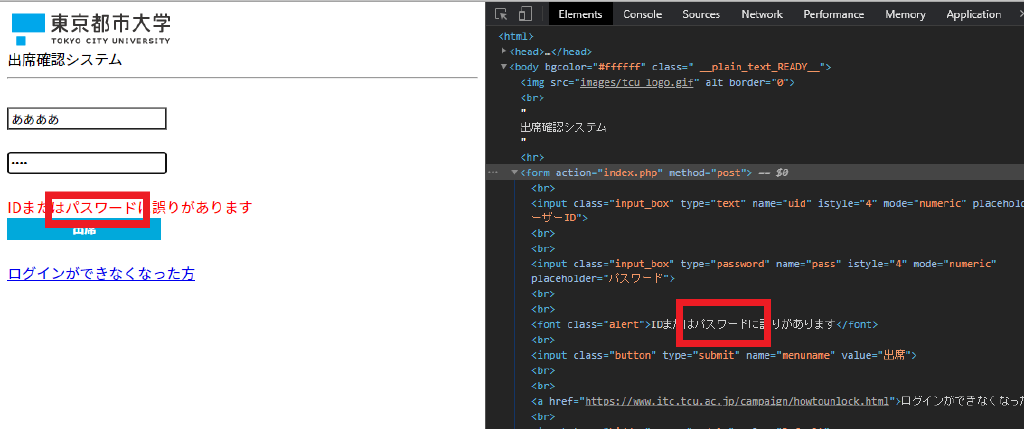 東京都市大学
TOKYO CITY UNIVERSITY
出席確認システム
ああああ
••••
IDまたはパスワードに誤りがあります
出席
ログインができなくなった方
Elements Console Sources Network Performance Memory Application
<html>
<head>…</head>
<body bgcolor="#ffffff" class=" __plain_text_READY__">
<img src="images/tcu_logo.gif" alt border="0">
<br>
"
出席確認システム
"
<hr>
<form action="index.php" method="post"> == $0
<br>
<input class="input_box" type="text" name="uid" istyle="4" mode="numeric" placeho
ーザーID">
<br>
<br>
<input class="input_box" type="password" name="pass" istyle="4" mode="numeric"
placeholder="パスワード">
<br>
<br>
<font class="alert">IDまたはパスワードに誤りがあります</font>
<br>
<input class="button" type="submit" name="menuname" value="出席">
<br>
<br>
<a href="https://www.itc.tcu.ac.jp/campaign/howtounlock.html">ログインができなくなった
<br>